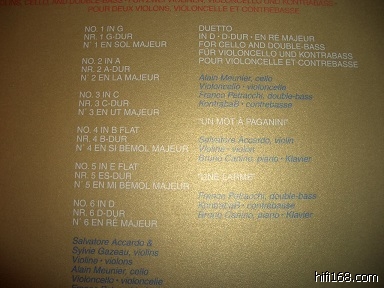 POUR DEUX VIOLONS, VIOLONCELLE ET CONTREBASSE
NO. 1 IN G
NR. 1 G-DUR
N° 1 EN SOL MAJEUR
NO. 2 IN A
NR. 2 A-DUR
N° 2 EN LA MAJEUR
NO. 3 IN C
NR. 3 C-DUR
N° 3 EN UT MAJEUR
NO. 4 IN B FLAT
NR. 4 B-DUR
N° 4 EN SI BEMOL MAJEUR
NO. 5 IN E FLAT
NR. 5 ES-DUR
N° 5 EN MI BEMOL MAJEUR
NO. 6 IN D
NR. 6 D-DUR
N° 6 EN RE MAJEUR
Salvatore Accardo &
Sylvie Gazeau, violins
Violine • violons
Alain Meunier, cello
Violoncello • violoncelle
DUETTO
IN D • D-DUR • EN RE MAJEUR
FOR CELLO AND DOUBLE-BASS
FÜR VIOLONCELLO UND KONTRABASS
POUR VIOLONCELLE ET CONTREBASSE
Alain Meunier, cello
Violoncello • violoncelle
Franco Petracchi, double-bass
Kontrabaß • contrebasse
"UN MOT À PAGANINI"
Salvatore Accardo, violin
Violine • violon
Bruno Canino, piano • Klavier
"UNE LARME"
Franco Petracchi, double-bass
Kontrabaß • contrebasse
Bruno Canino, piano • Klavier
hifi168.com